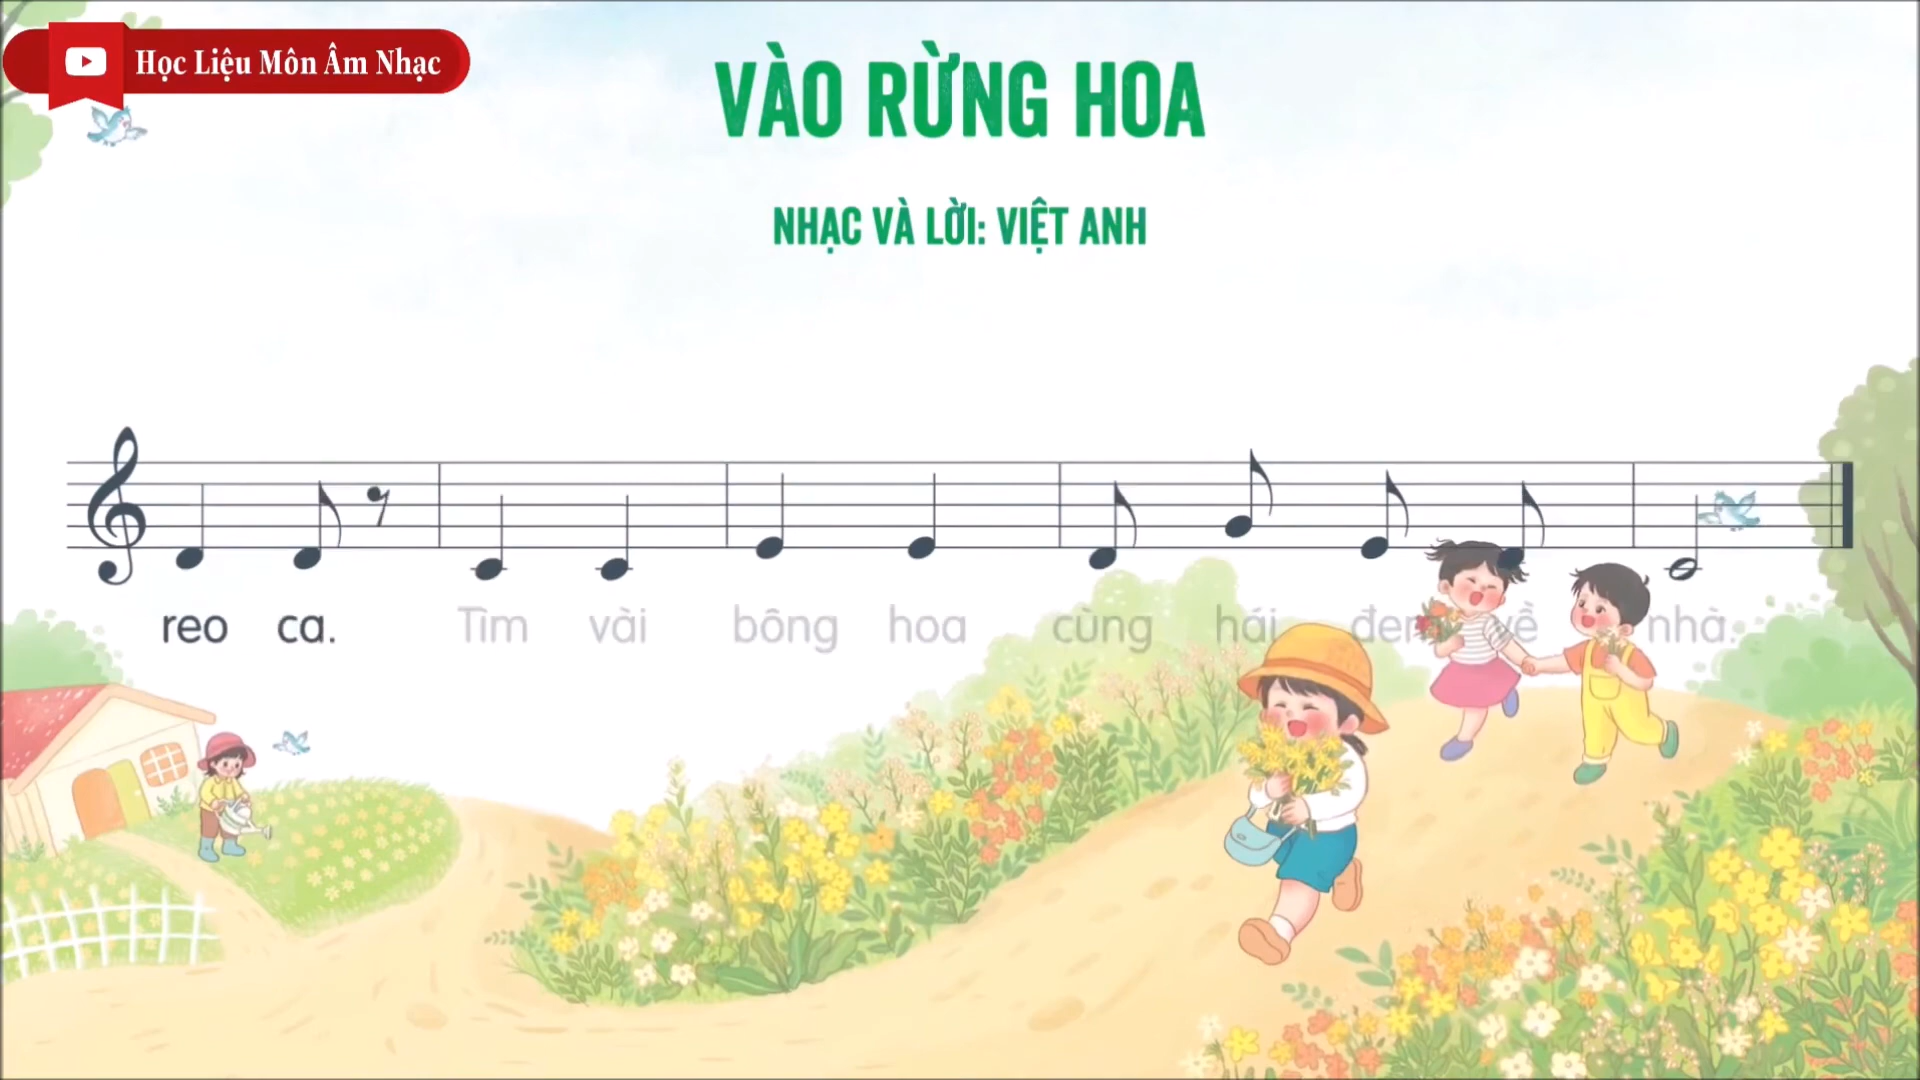 Học Liệu Môn Âm Nhạc
VÀO RỪNG HOA
NHẠC VÀ LỜI: VIỆT ANH
reo ca. Tìm vài bông hoa cùng hái đem về nhà.